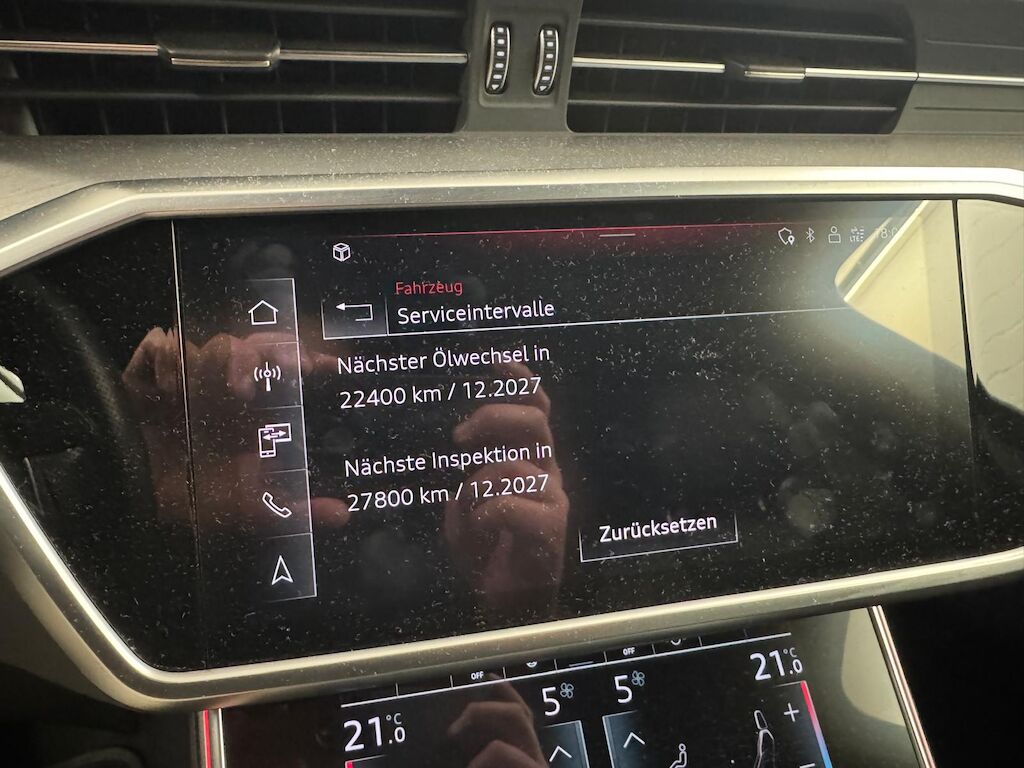 LTE
Fahrzeug
Serviceintervalle
Nächster Ölwechsel in
22400 km / 12.2027
Nächste Inspektion in
27800 km / 12.2027
Zurücksetzen
OFF
OFF
21.0 °C
5
5
21.0 °C